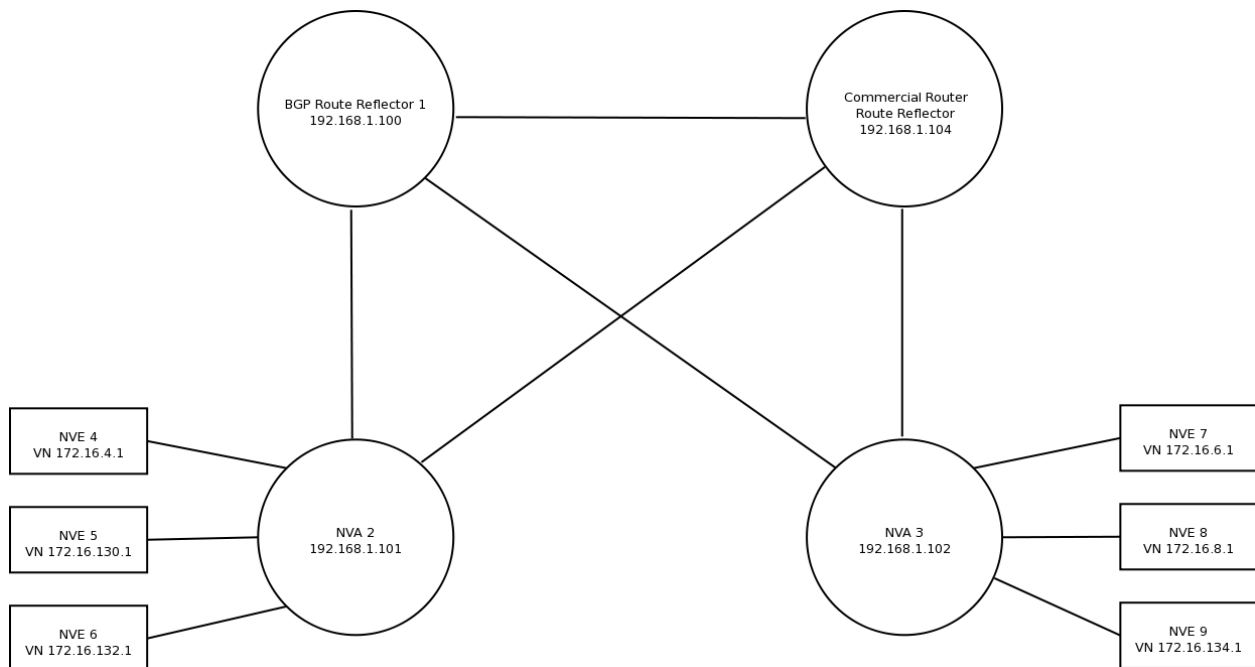 BGP Route Reflector 1
192.168.1.100
Commercial Router
Route Reflector
192.168.1.104
NVE 4
VN 172.16.4.1
NVE 5
VN 172.16.130.1
NVE 6
VN 172.16.132.1
NVA 2
192.168.1.101
NVA 3
192.168.1.102
NVE 7
VN 172.16.6.1
NVE 8
VN 172.16.8.1
NVE 9
VN 172.16.134.1